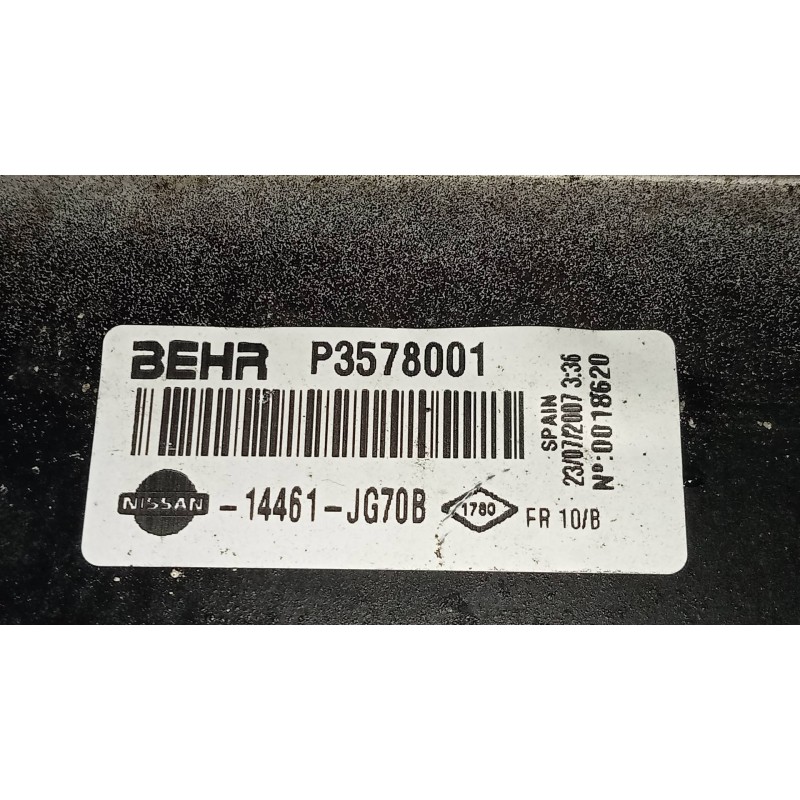 BEHR P3578001
NISSAN -14461-JG70B 1780 FR 10/B
SPAIN
23/07/2007 3:36
Nº:0018620